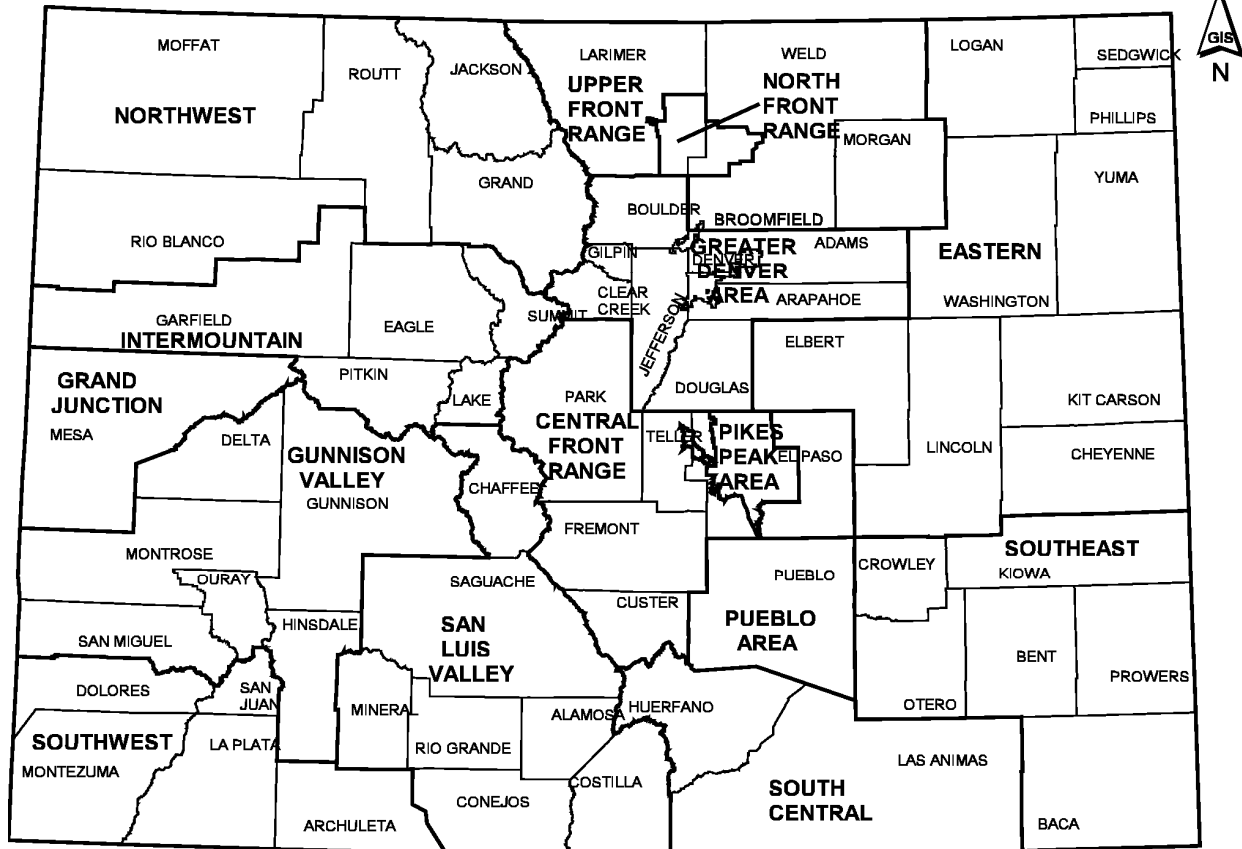 MOFFAT
ROUTT
JACKSON
LARIMER
WELD
LOGAN
SEDGWICK
GIS
N
NORTHWEST
UPPER
FRONT
RANGE
NORTH
FRONT
RANGE
PHILLIPS
MORGAN
GRAND
YUMA
BOULDER
BROOMFIELD
RIO BLANCO
GILPIN
GREATER
DENVER
AREA
DENVER
ADAMS
EASTERN
CLEAR
CREEK
ARAPAHOE
WASHINGTON
GARFIELD
INTERMOUNTAIN
EAGLE
SUMMIT
JEFFERSON
ELBERT
GRAND
JUNCTION
MESA
PITKIN
LAKE
PARK
DOUGLAS
KIT CARSON
CENTRAL
FRONT
RANGE
DELTA
GUNNISON
VALLEY
GUNNISON
TELLER
PIKES
PEAK
AREA
EL PASO
LINCOLN
CHEYENNE
CHAFFEE
FREMONT
MONTROSE
OURAY
SAGUACHE
PUEBLO
CROWLEY
SOUTHEAST
KIOWA
HINSDALE
CUSTER
SAN MIGUEL
SAN
LUIS
VALLEY
PUEBLO
AREA
BENT
PROWERS
DOLORES
SAN
JUAN
MINERAL
ALAMOSA
HUERFANO
OTERO
SOUTHWEST
MONTEZUMA
LA PLATA
RIO GRANDE
LAS ANIMAS
COSTILLA
SOUTH
CENTRAL
CONEJOS
ARCHULETA
BACA